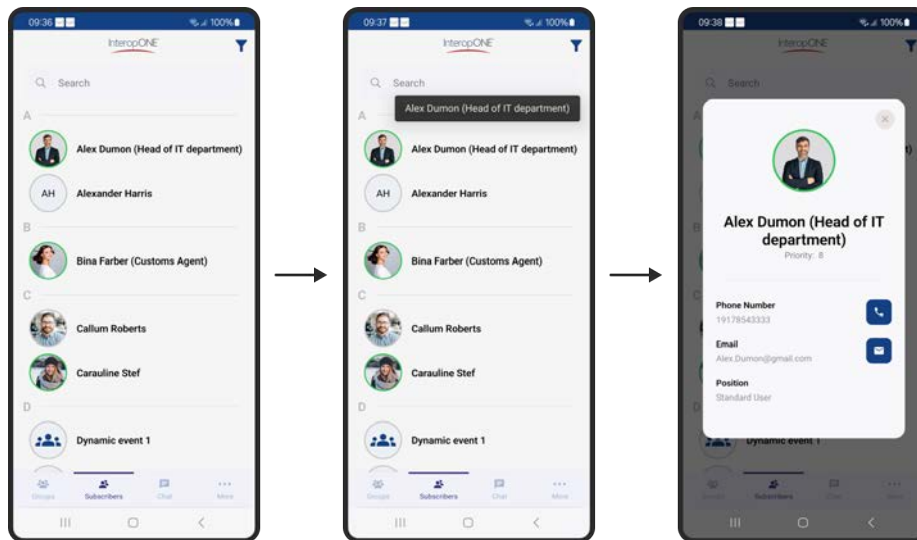 09:36
100%
InteropONE
Search
A
Alex Dumon (Head of IT department)
AH
Alexander Harris
B
Bina Farber (Customs Agent)
C
Callum Roberts
Carauline Stef
D
Dynamic event 1
Groups
Subscribers
Chat
More
09:37
100%
InteropONE
Search
Alex Dumon (Head of IT department)
A
Alex Dumon (Head of IT department)
AH
Alexander Harris
B
Bina Farber (Customs Agent)
C
Callum Roberts
Carauline Stef
D
Dynamic event 1
Groups
Subscribers
Chat
More
09:38
100%
InteropONE
Search
Alex Dumon (Head of IT
department)
Priority: 8
Phone Number
19178543333
Email
Alex.Dumon@gmail.com
Position
Standard User
D
Dynamic event 1
Subscribers
Chat
More